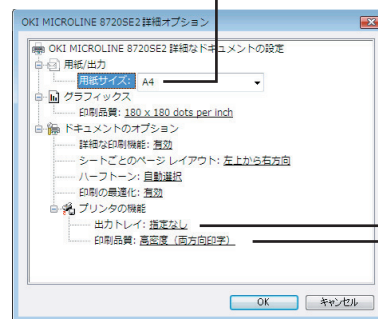 OKI MICROLINE 8720SE2 詳細オプション
OKI MICROLINE 8720SE2 詳細なドキュメントの設定
用紙/出力
用紙サイズ: A4
グラフィックス
印刷品質: 180 x 180 dots per inch
ドキュメントのオプション
詳細な印刷機能: 有効
シートごとのページ レイアウト: 左上から右方向
ハーフトーン: 自動選択
印刷の最適化: 有効
プリンタの機能
出力トレイ: 指定なし
印刷品質: 高密度（両方向印字）
OK キャンセル